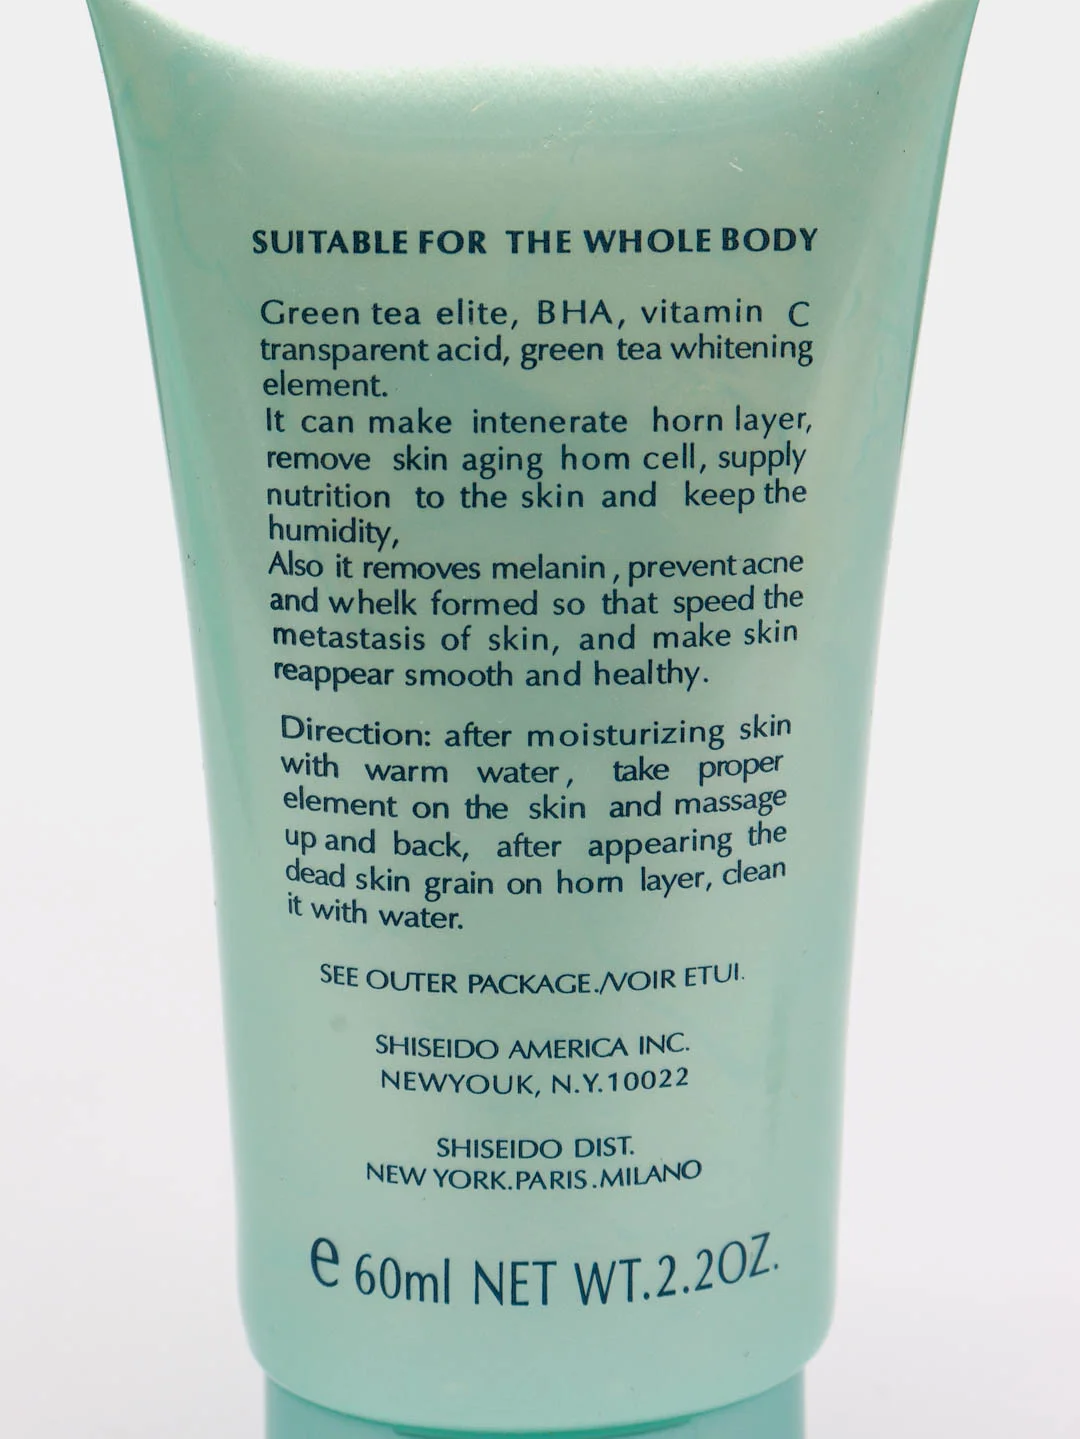 SUITABLE FOR THE WHOLE BODY
Green tea elite, BHA, vitamin C
transparent acid, green tea whitening
element.
It can make intenerate horn layer,
remove skin aging hom cell, supply
nutrition to the skin and keep the
humidity,
Also it removes melanin, prevent acne
and whelk formed so that speed the
metastasis of skin, and make skin
reappear smooth and healthy.
Direction: after moisturizing skin
with warm water, take proper
element on the skin and massage
up and back, after appearing the
dead skin grain on hom layer, clean
it with water.
SEE OUTER PACKAGE./VOIR ETUI.
SHISEIDO AMERICA INC.
NEWYOUK, N.Y.10022
SHISEIDO DIST.
NEW YORK.PARIS.MILANO
e 60ml NET WT.2.2OZ.